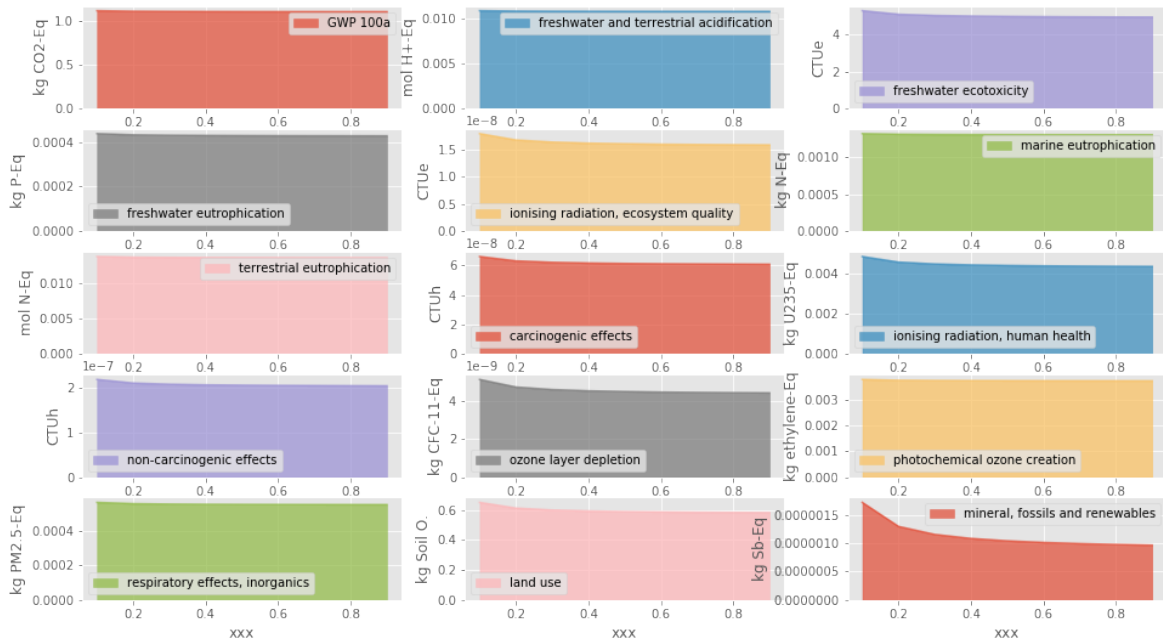 kg CO2-Eq
1.0
0.5
0.0
GWP 100a
0.2 0.4 0.6 0.8
mol H+-Eq
0.010
0.005
0.000
freshwater and terrestrial acidification
0.2 0.4 0.6 0.8
CTUe
4
2
0
freshwater ecotoxicity
0.2 0.4 0.6 0.8
kg P-Eq
0.0004
0.0002
0.0000
freshwater eutrophication
0.2 0.4 0.6 0.8
1e−8
CTUe
1.5
1.0
0.5
0.0
ionising radiation, ecosystem quality
0.2 0.4 0.6 0.8
kg N-Eq
0.0010
0.0005
0.0000
marine eutrophication
0.2 0.4 0.6 0.8
mol N-Eq
0.010
0.005
0.000
terrestrial eutrophication
0.2 0.4 0.6 0.8
1e−8
CTUh
6
4
2
0
carcinogenic effects
0.2 0.4 0.6 0.8
kg U235-Eq
0.004
0.002
0.000
ionising radiation, human health
0.2 0.4 0.6 0.8
1e−7
CTUh
2
1
0
non-carcinogenic effects
0.2 0.4 0.6 0.8
1e−9
kg CFC-11-Eq
4
2
0
ozone layer depletion
0.2 0.4 0.6 0.8
kg ethylene-Eq
0.003
0.002
0.001
0.000
photochemical ozone creation
0.2 0.4 0.6 0.8
kg PM2.5-Eq
0.0004
0.0002
0.0000
respiratory effects, inorganics
0.2 0.4 0.6 0.8
xxx
kg Soil O.
0.6
0.4
0.2
0.0
land use
0.2 0.4 0.6 0.8
xxx
kg Sb-Eq
0.0000015
0.0000010
0.0000005
0.0000000
mineral, fossils and renewables
0.2 0.4 0.6 0.8
xxx